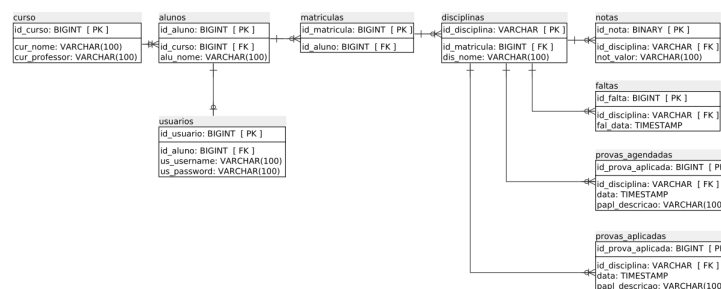 curso
id_curso: BIGINT [ PK ]
cur_nome: VARCHAR(100)
cur_professor: VARCHAR(100)
alunos
id_aluno: BIGINT [ PK ]
id_curso: BIGINT [ FK ]
alu_nome: VARCHAR(100)
matriculas
id_matricula: BIGINT [ PK ]
id_aluno: BIGINT [ FK ]
disciplinas
id_disciplina: VARCHAR [ PK ]
id_matricula: BIGINT [ FK ]
dis_nome: VARCHAR(100)
notas
id_nota: BINARY [ PK ]
id_disciplina: VARCHAR [ FK ]
not_valor: VARCHAR(100)
usuarios
id_usuario: BIGINT [ PK ]
id_aluno: BIGINT [ FK ]
us_username: VARCHAR(100)
us_password: VARCHAR(100)
faltas
id_falta: BIGINT [ PK ]
id_disciplina: VARCHAR [ FK ]
fal_data: TIMESTAMP
provas_agendadas
id_prova_aplicada: BIGINT [ P
id_disciplina: VARCHAR [ FK ]
data: TIMESTAMP
papl_descricao: VARCHAR(100
provas_aplicadas
id_prova_aplicada: BIGINT [ P
id_disciplina: VARCHAR [ FK ]
data: TIMESTAMP
papl_descricao: VARCHAR(100